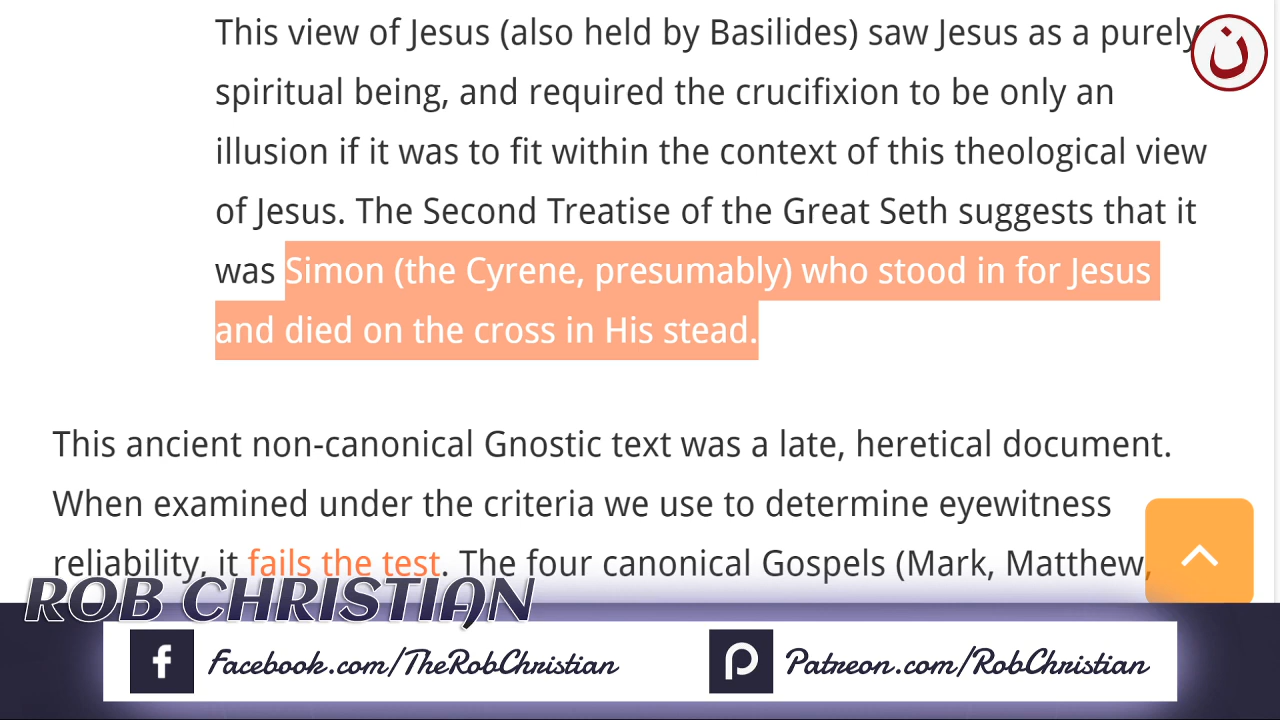 This view of Jesus (also held by Basilides) saw Jesus as a purely
ن
spiritual being, and required the crucifixion to be only an
illusion if it was to fit within the context of this theological view
of Jesus. The Second Treatise of the Great Seth suggests that it
was Simon (the Cyrene, presumably) who stood in for Jesus
and died on the cross in His stead.
This ancient non-canonical Gnostic text was a late, heretical document.
When examined under the criteria we use to determine eyewitness
reliability, it fails the test. The four canonical Gospels (Mark, Matthew,
ROB CHRISTIAN
Facebook.com/TheRobChristian
Patreon.com/RobChristian